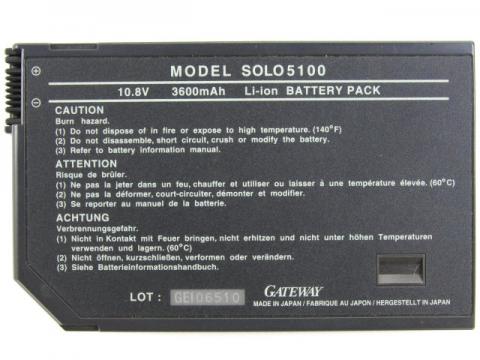 MODEL SOLO5100
10.8V 3600mAh Li-ion BATTERY PACK
CAUTION
Burn hazard.
(1) Do not dispose of in fire or expose to high temperature. (140°F)
(2) Do not disassemble, short circuit, crush or modify the battery.
(3) Refer to battery information manual.
ATTENTION
Risque de brûler.
(1) Ne pas la jeter dans un feu, chauffer et utiliser ou laisser à une température élevée. (60°C)
(2) Ne pas la déformer, court-circuiter, démonter et modifier.
(3) Se reporter au manuel de la batterie.
ACHTUNG
Verbrennungsgefahr.
(1) Nicht in Kontakt mit Feuer bringen, nicht erhitzen und nicht unter hohen Temperaturen
verwenden und lagern. (60°C)
(2) Nicht öffnen, kurzschließen, verformen oder verändern.
(3) Siehe Batterieinformationshandbuch.
LOT : GEI06510
GATEWAY
MADE IN JAPAN / FABRIQUE AU JAPON / HERGESTELLT IN JAPAN